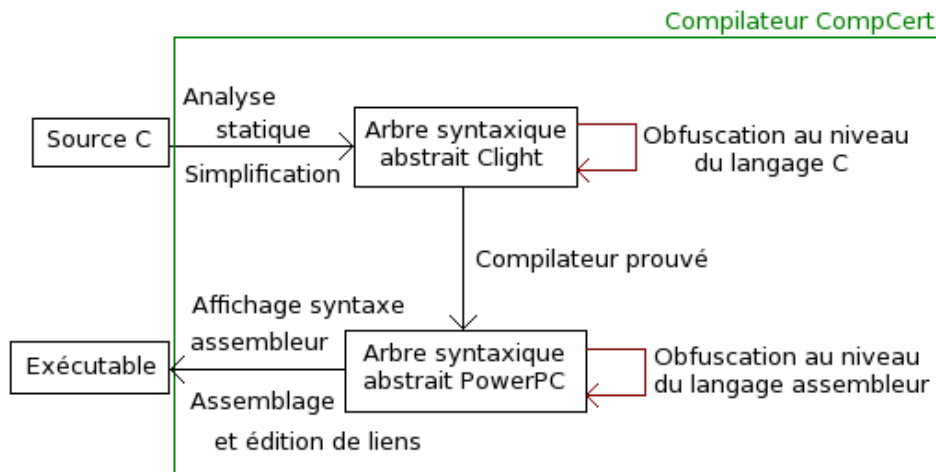 Compilateur CompCert
Analyse
statique
Simplification
Source C
Arbre syntaxique
abstrait Clight
Obfuscation au niveau
du langage C
Compilateur prouvé
Affichage syntaxe
assembleur
Exécutable
Arbre syntaxique
abstrait PowerPC
Obfuscation au niveau
du langage assembleur
Assemblage
et édition de liens